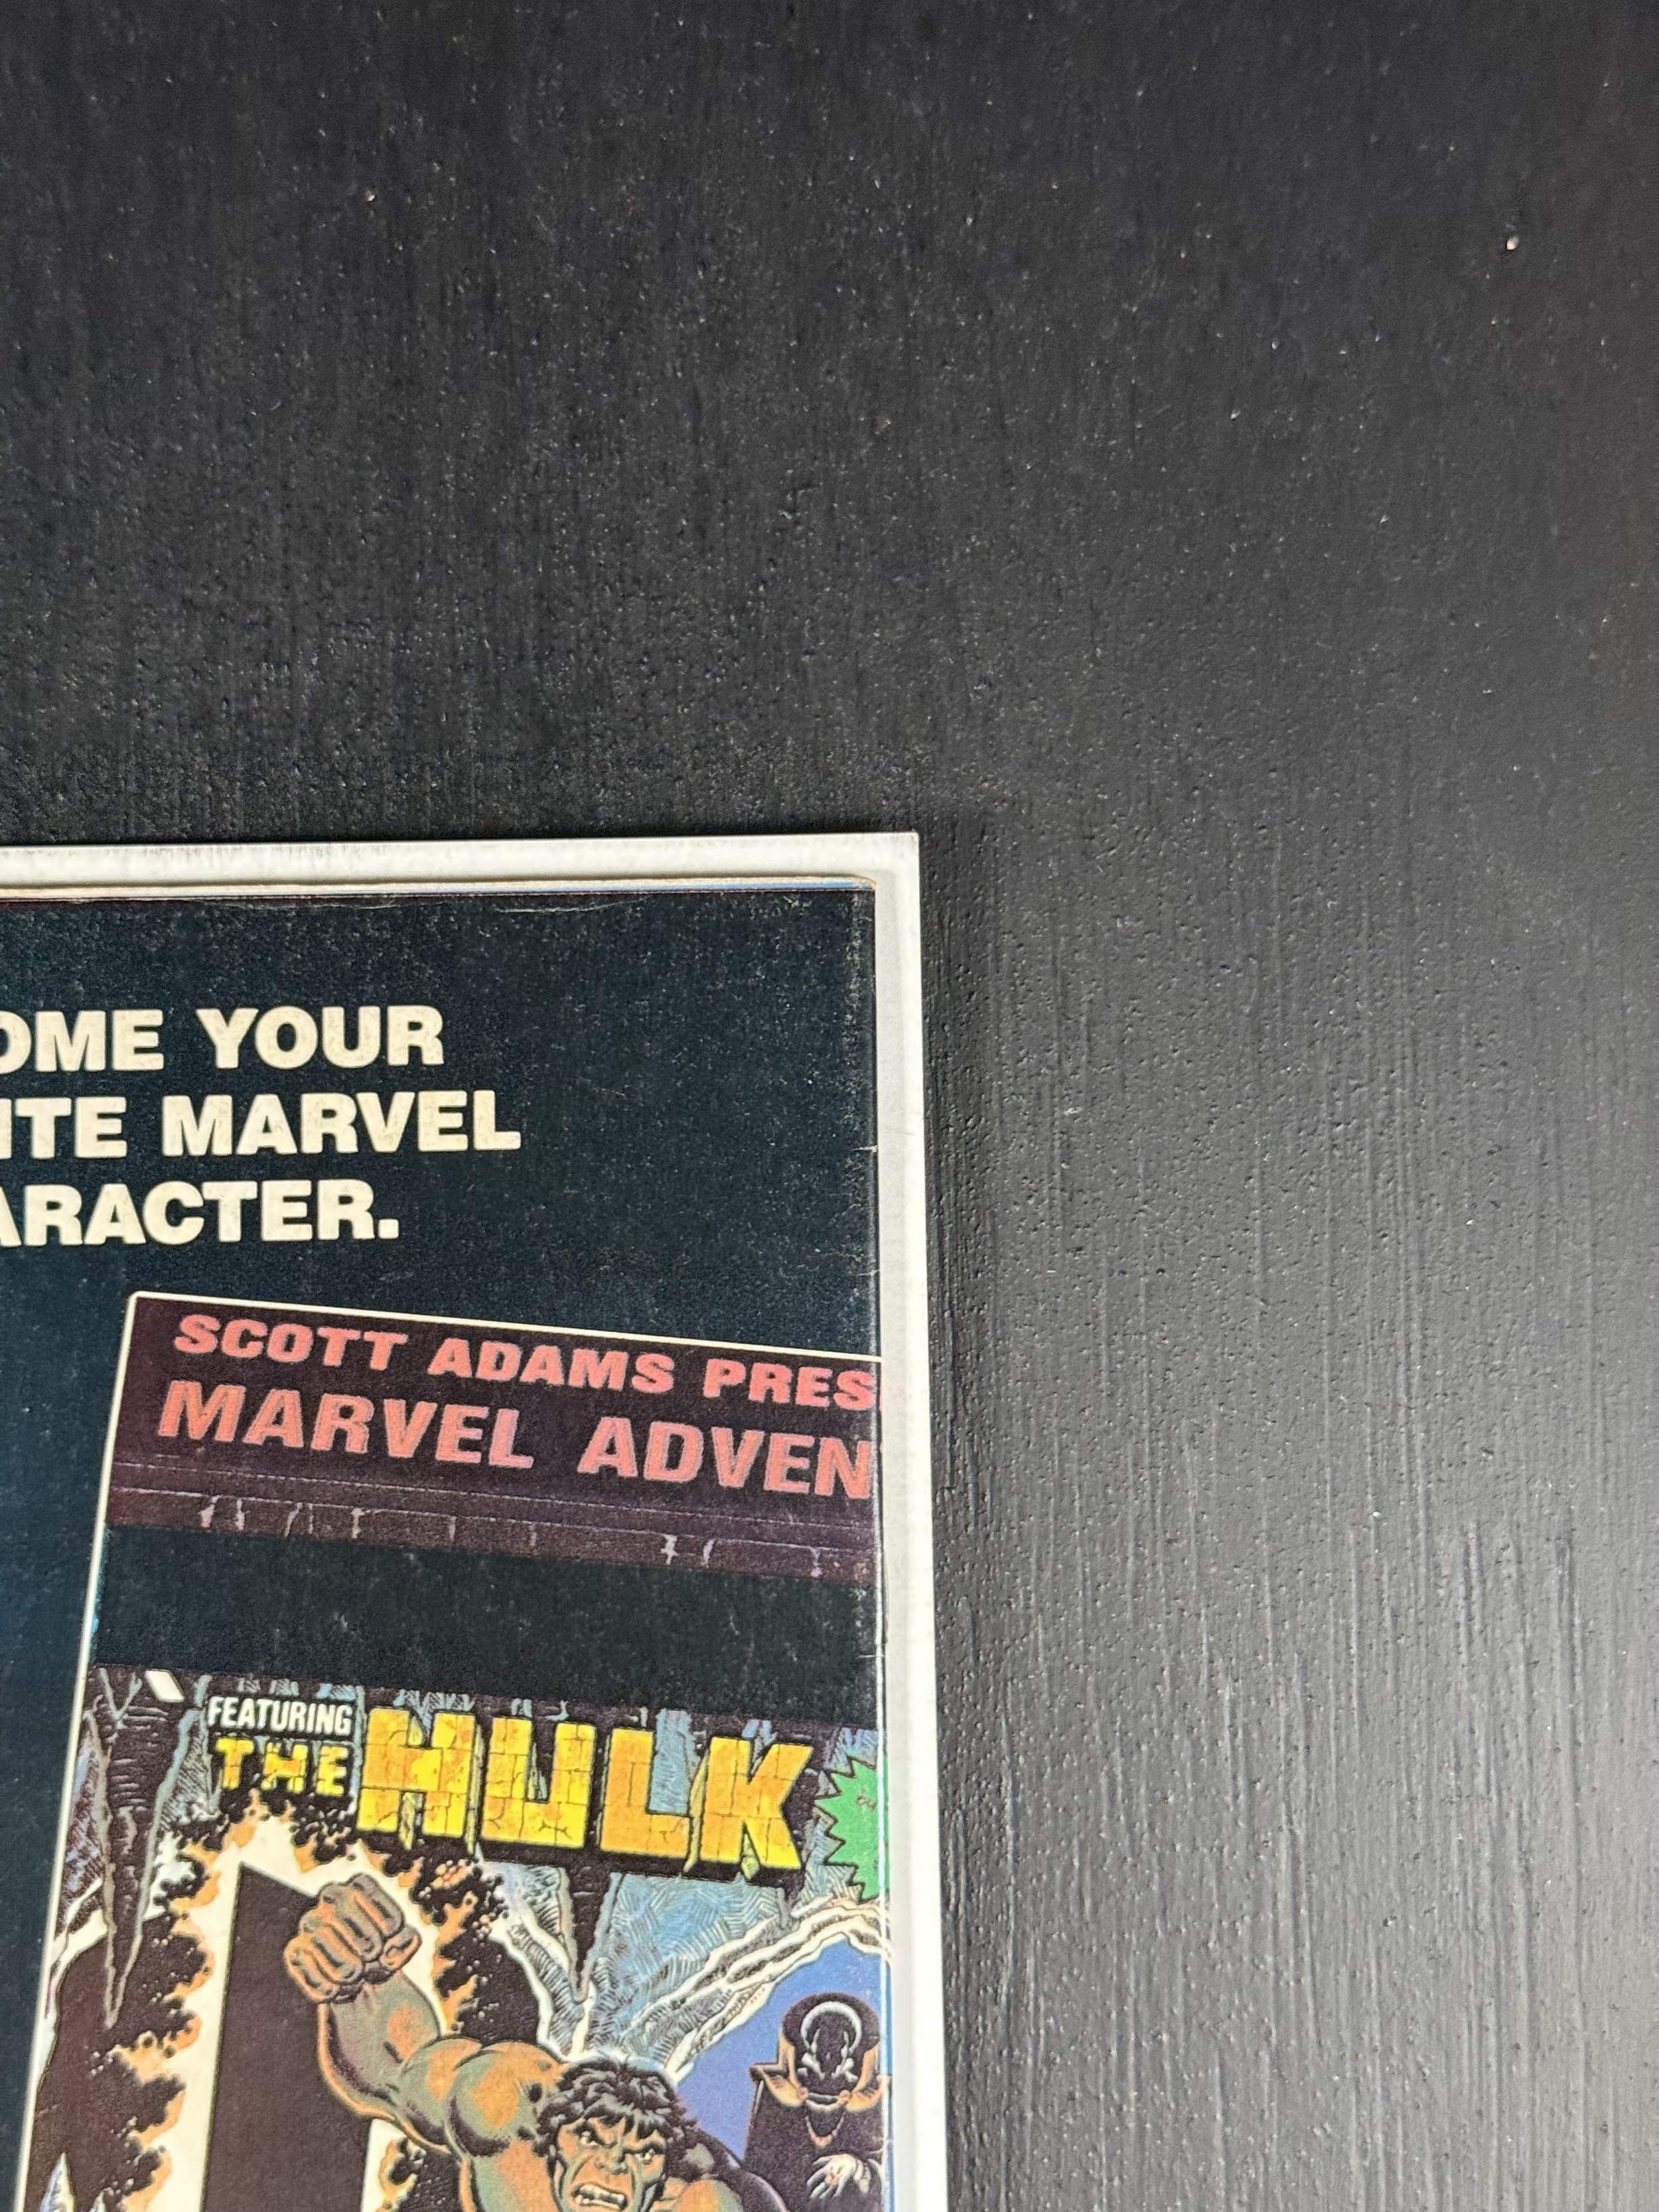 OME YOUR
ITE MARVEL
ARACTER.
SCOTT ADAMS PRES
MARVEL ADVEN
FEATURING
THE HULK